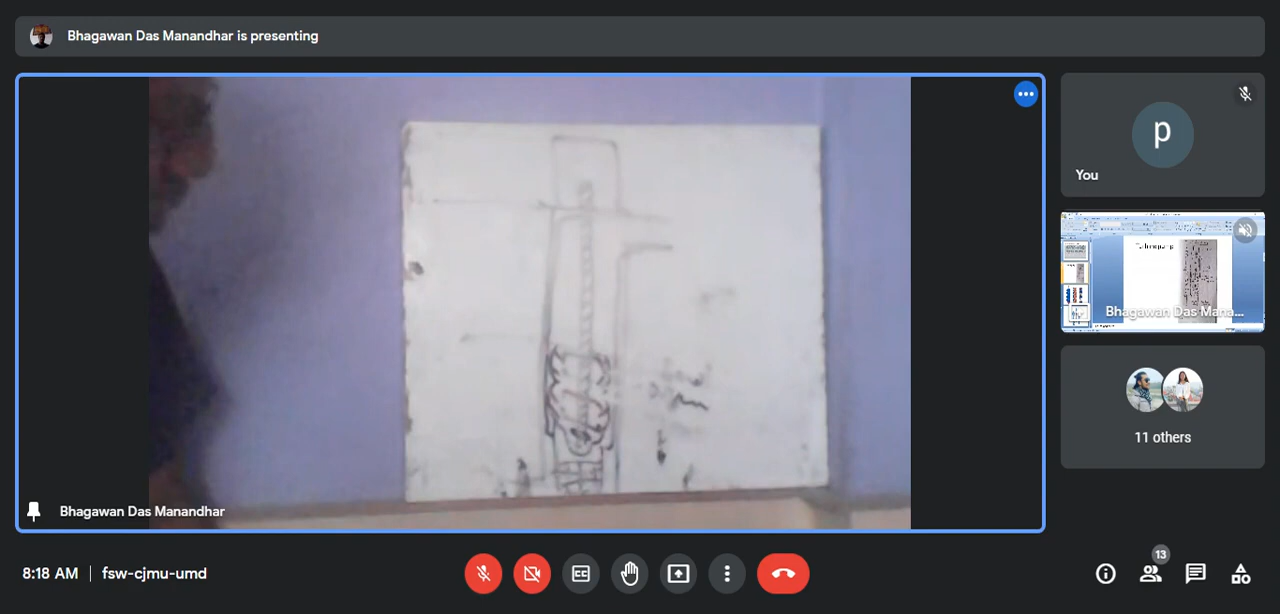 Bhagawan Das Manandhar is presenting
p
You
Bhagawan Das Mana...
11 others
Bhagawan Das Manandhar
8:18 AM | fsw-cjmu-umd
CC
13